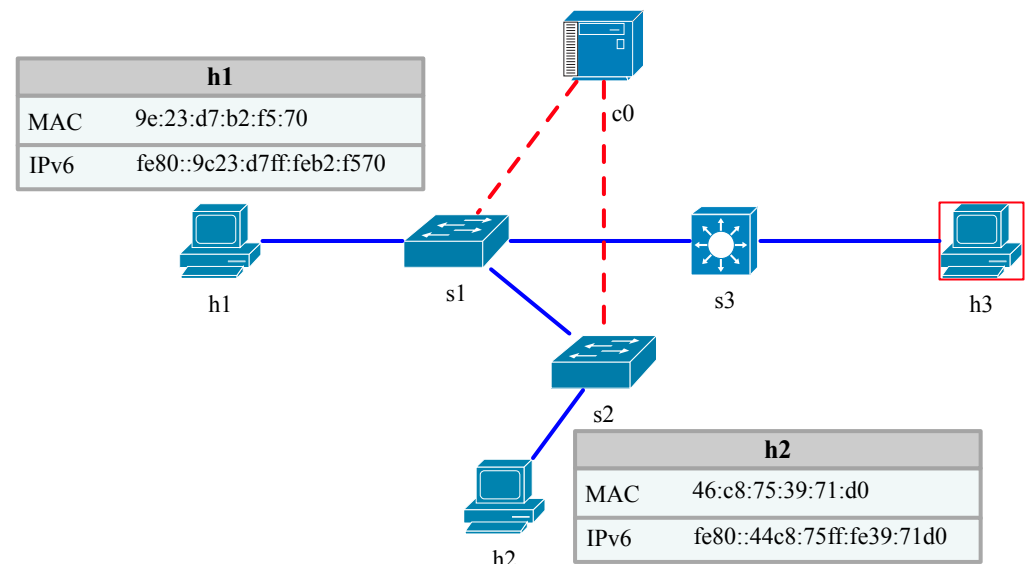 c0
h1
MAC 9e:23:d7:b2:f5:70
IPv6 fe80::9c23:d7ff:feb2:f570
h1
s1
s3
h3
s2
h2
MAC 46:c8:75:39:71:d0
IPv6 fe80::44c8:75ff:fe39:71d0
h2